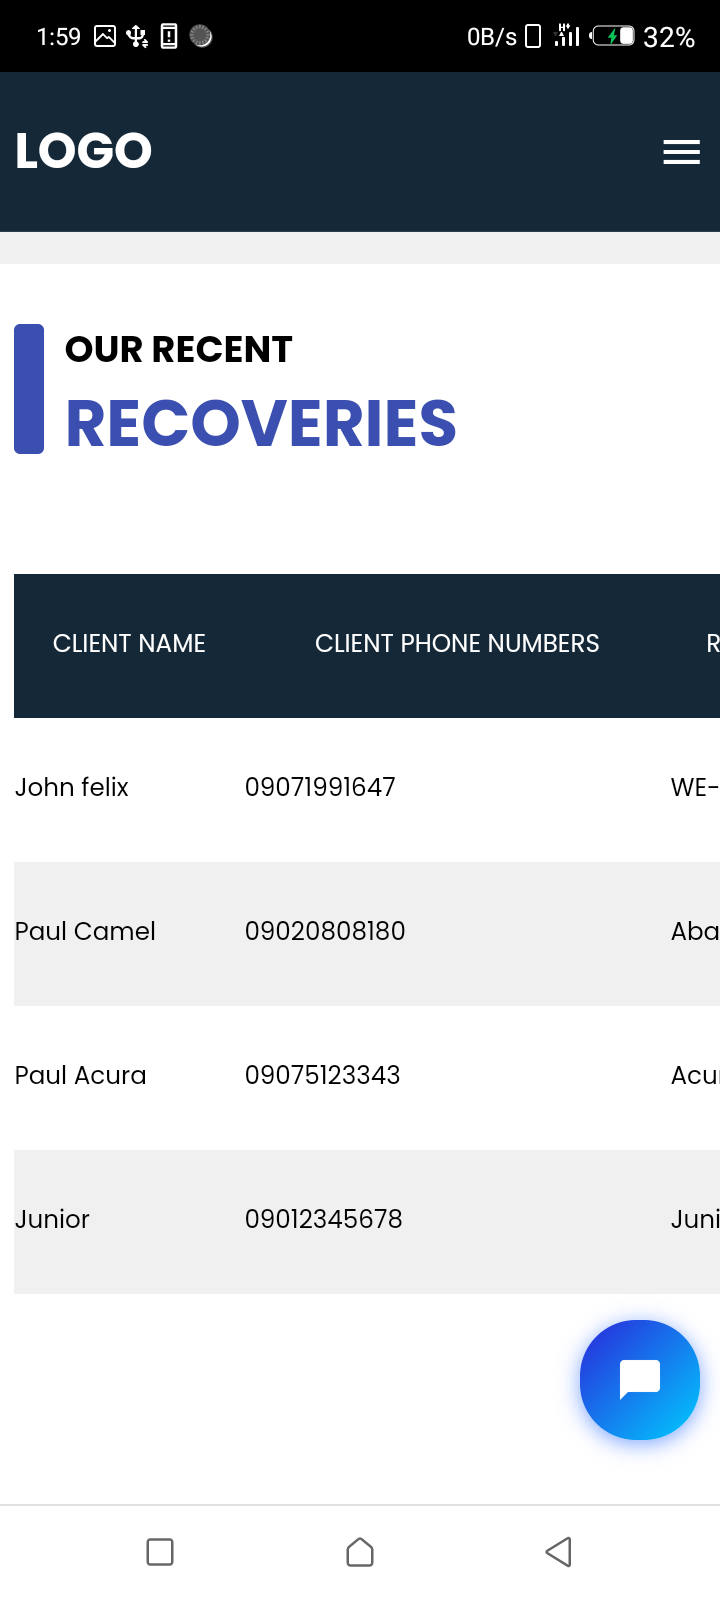 1:59 0B/s H+ 32%
LOGO
OUR RECENT
RECOVERIES
CLIENT NAME CLIENT PHONE NUMBERS R
John felix 09071991647 WE-
Paul Camel 09020808180 Aba
Paul Acura 09075123343 Acu
Junior 09012345678 Juni